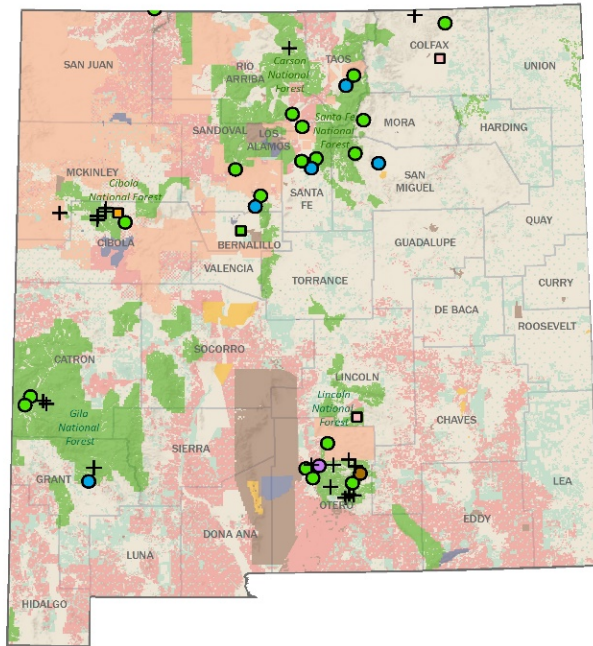 SAN JUAN
RIO
ARRIBA
Carson
National
Forest
TAOS
COLFAX
UNION
SANDOVAL
LOS
ALAMOS
Santa Fe
National
Forest
MORA
HARDING
MCKINLEY
Cibola
National Forest
SANTA
FE
SAN
MIGUEL
CIBOLA
BERNALILLO
GUADALUPE
QUAY
VALENCIA
TORRANCE
CURRY
DE BACA
ROOSEVELT
CATRON
SOCORRO
LINCOLN
Lincoln
National
Forest
CHAVES
Gila
National
Forest
SIERRA
GRANT
OTERO
LEA
EDDY
DONA ANA
LUNA
HIDALGO